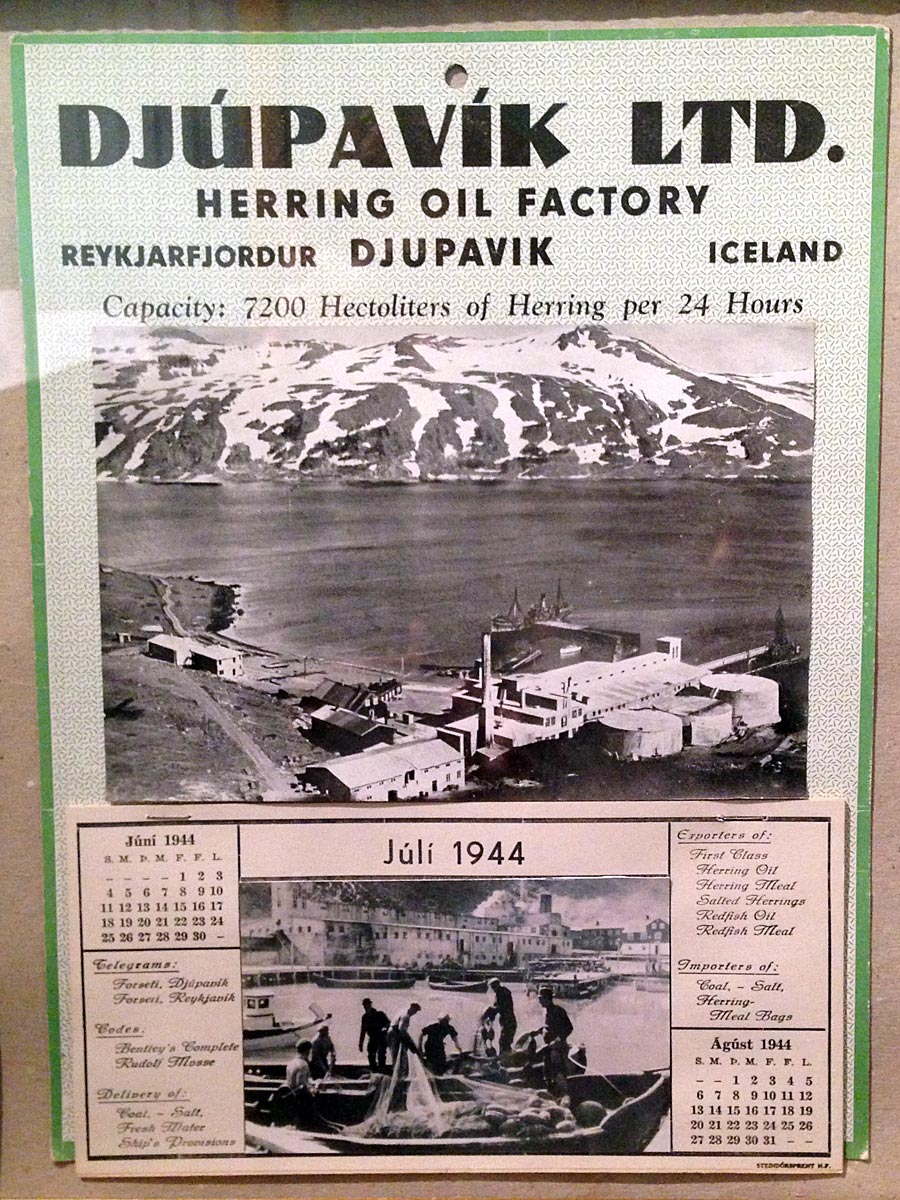 DJÚPAVÍK LTD.
HERRING OIL FACTORY
REYKJARFJORDUR DJUPAVIK ICELAND
Capacity: 7200 Hectoliters of Herring per 24 Hours
Júní 1944
S. M. Þ. M. F. F. L.
– – – – 1 2 3
4 5 6 7 8 9 10
11 12 13 14 15 16 17
18 19 20 21 22 23 24
25 26 27 28 29 30 –
Telegrams:
Forseti, Djúpavík
Forseti, Reykjavík
Codes:
Bentley's Complete
Rudolf Mosse
Delivery of:
Coal, – Salt,
Fresh Water
Ship's Provisions
Júlí 1944
Exporters of:
First Class
Herring Oil
Herring Meal
Salted Herrings
Redfish Oil
Redfish Meal
Importers of:
Coal, – Salt,
Herring-
Meal Bags
Ágúst 1944
S. M. Þ. M. F. F. L.
– – 1 2 3 4 5
6 7 8 9 10 11 12
13 14 15 16 17 18 19
20 21 22 23 24 25 26
27 28 29 30 31 – –
STEINDÓRSPRENT H.F.